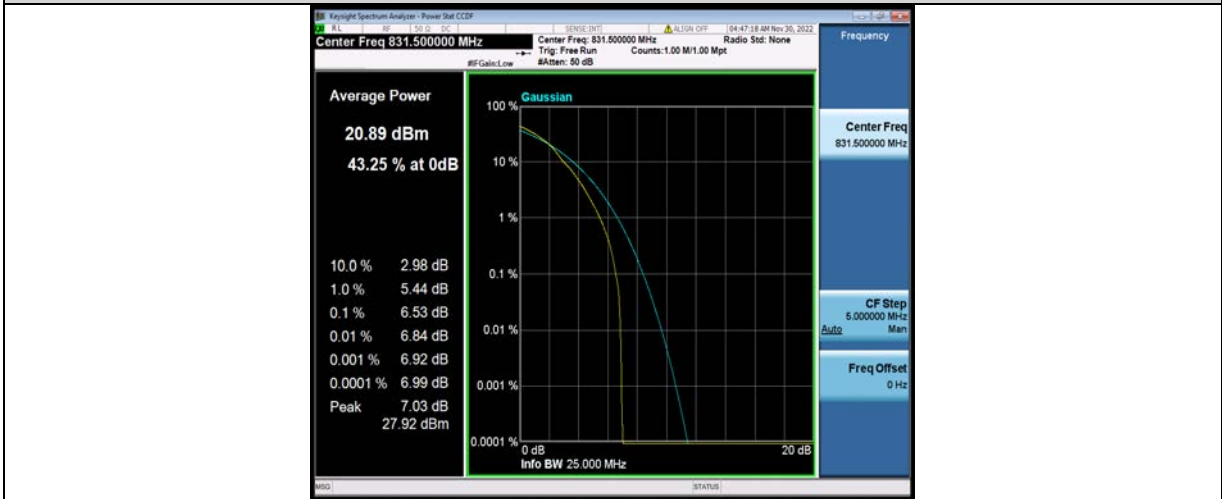 Keysight Spectrum Analyzer - Power Stat CCDF
RL RF 50 Ω DC SENSE:INT ALIGN OFF 04:47:18 AM Nov 30, 2022
Center Freq 831.500000 MHz
Center Freq: 831.500000 MHz Radio Std: None
Trig: Free Run Counts:1.00 M/1.00 Mpt
#IFGain:Low #Atten: 50 dB
Frequency
Average Power
20.89 dBm
43.25 % at 0dB
10.0 % 2.98 dB
1.0 % 5.44 dB
0.1 % 6.53 dB
0.01 % 6.84 dB
0.001 % 6.92 dB
0.0001 % 6.99 dB
Peak 7.03 dB
27.92 dBm
Gaussian
100 %
10 %
1 %
0.1 %
0.01 %
0.001 %
0.0001 %
0 dB 20 dB
Info BW 25.000 MHz
Center Freq
831.500000 MHz
CF Step
5.000000 MHz
Auto Man
Freq Offset
0 Hz
MSG STATUS